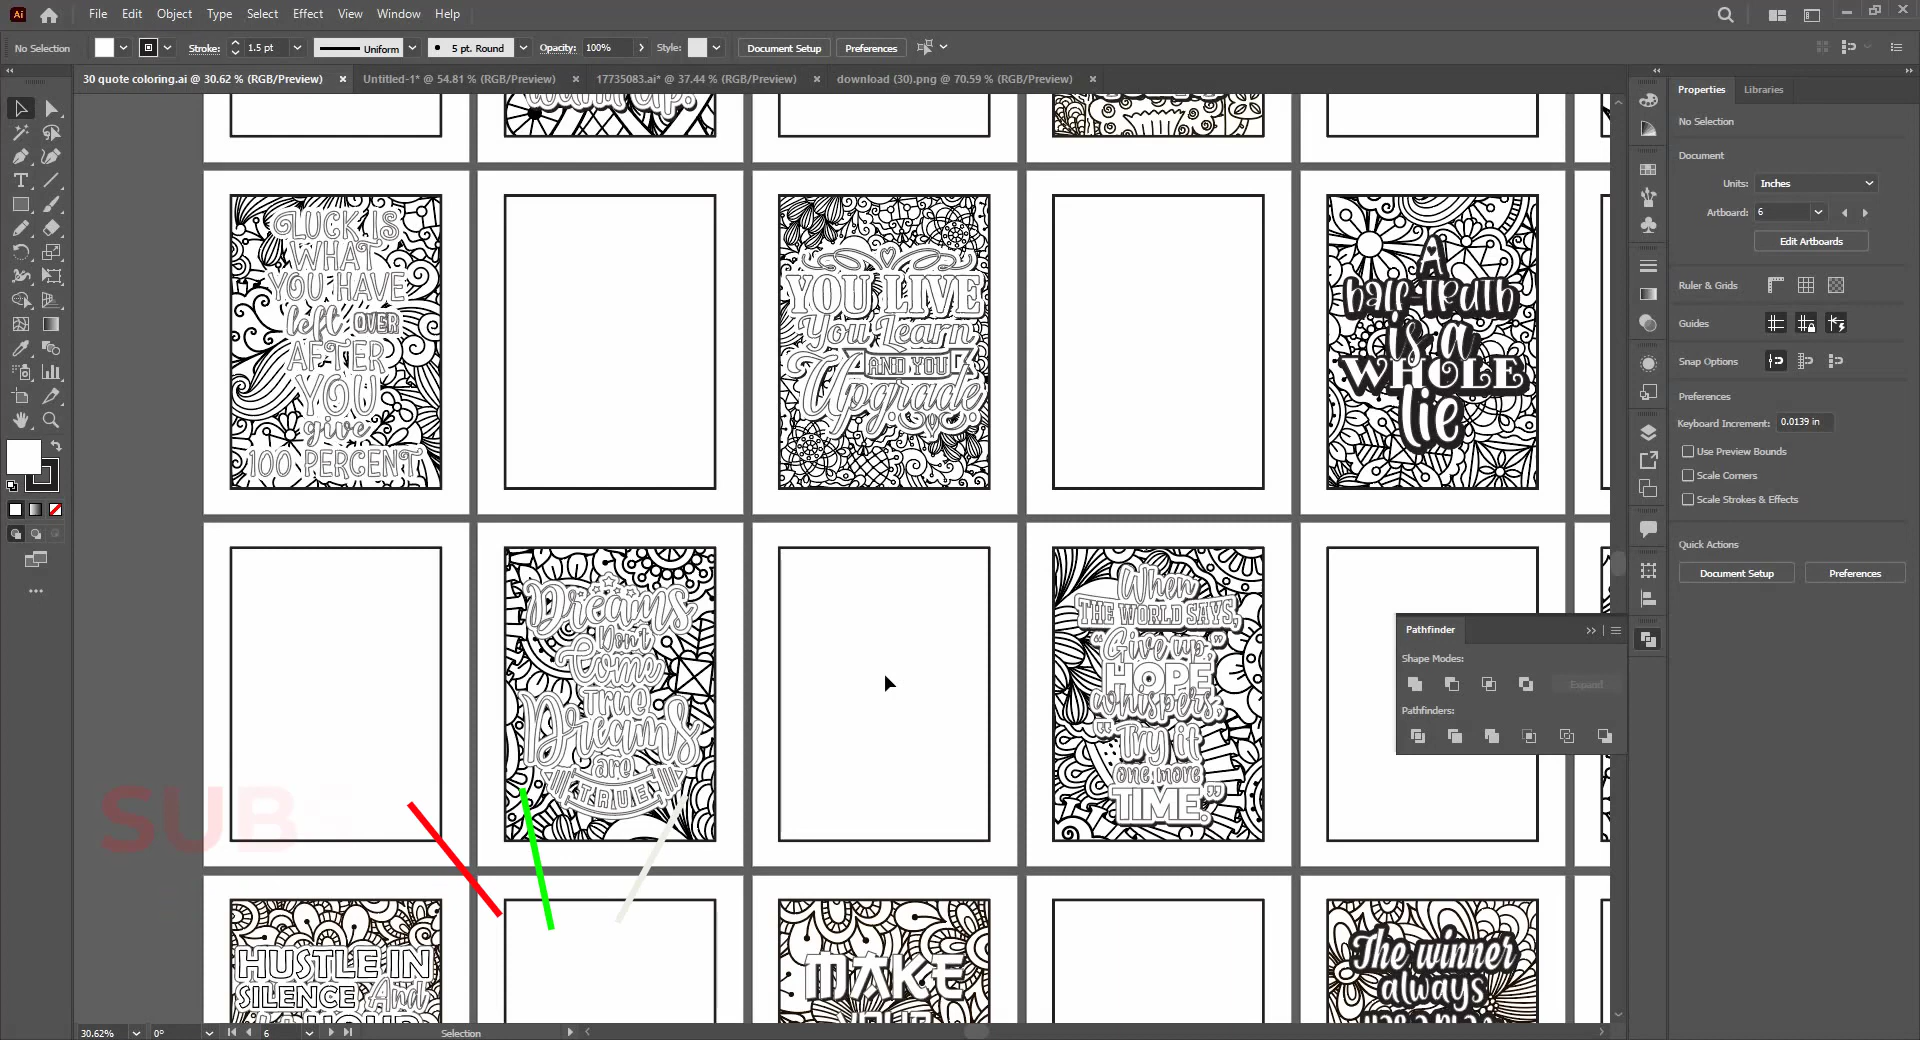 Ai File Edit Object Type Select Effect View Window Help
No Selection Stroke: 1.5 pt Uniform 5 pt. Round Opacity: 100% Style: Document Setup Preferences
30 quote coloring.ai @ 30.62 % (RGB/Preview) × Untitled-1* @ 54.81 % (RGB/Preview) × 17735083.ai* @ 37.44 % (RGB/Preview) × download (30).png @ 70.59 % (RGB/Preview) ×
Properties Libraries
No Selection
Document
Units: Inches
Artboard: 6
Edit Artboards
Ruler & Grids
Guides
Snap Options
Preferences
Keyboard Increment: 0.0139 in
Use Preview Bounds
Scale Corners
Scale Strokes & Effects
Quick Actions
Document Setup Preferences
Pathfinder
Shape Modes:
Expand
Pathfinders:
LUCK IS
WHAT
YOU HAVE
left OVER
AFTER
YOU
give
100 PERCENT
YOU LIVE
You Learn
AND YOU
Upgrade
A
half-truth
is a
WHOLE
lie
Dreams
Don't
Come
True
Dreams
are
TRUE
When
THE WORLD SAYS,
"Give up,"
HOPE
whispers,
"Try it
one more
TIME."
SUB
HUSTLE IN
SILENCE And
MAKE
The winner
always
30.62% 0° 6 Selection